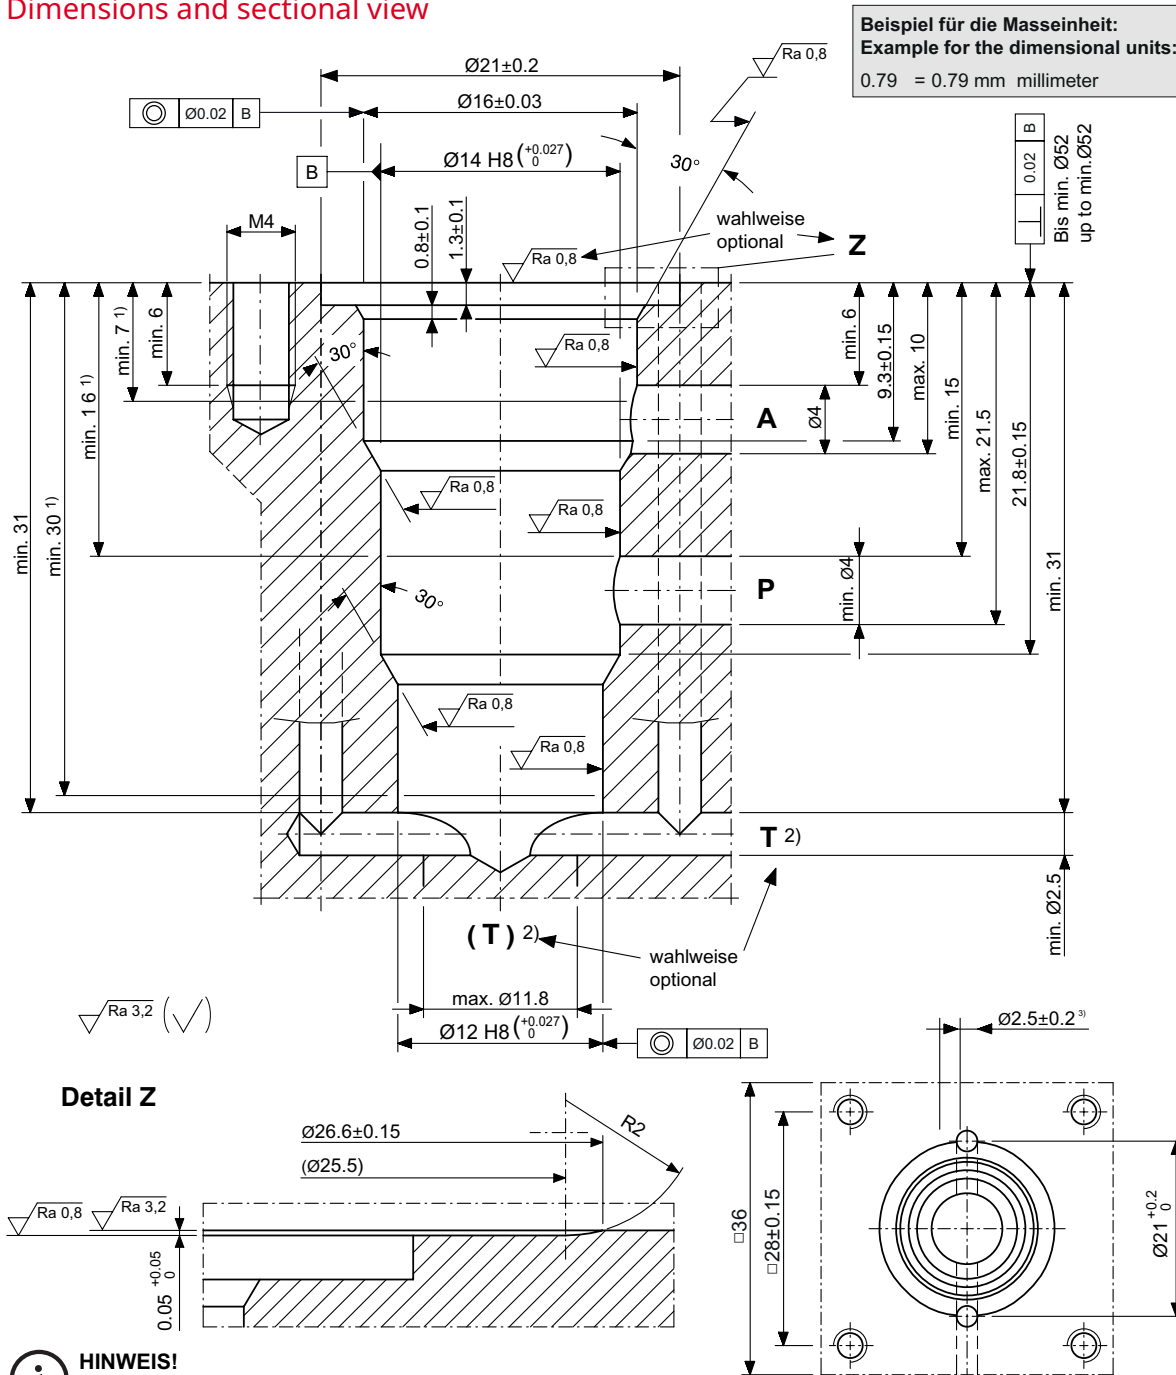 Dimensions and sectional view
Beispiel für die Masseinheit:
Example for the dimensional units:
0.79 = 0.79 mm millimeter
Ø21±0.2
Ra 0,8
Ø16±0.03
Ø0.02 B
Ø14 H8 (+0.027 0)
B
30°
0.02 B
Bis min. Ø52
up to min.Ø52
M4
0.8±0.1
1.3±0.1
wahlweise
optional
Z
Ra 0,8
min. 31
min. 30 1)
min. 1 6 1)
min. 7 1)
min. 6
30°
Ra 0,8
min. 6
9.3±0.15
max. 10
min. 15
max. 21.5
21.8±0.15
min. 31
A
Ø4
Ra 0,8
Ra 0,8
P
min. Ø4
30°
Ra 0,8
Ra 0,8
T 2)
min. Ø2.5
(T) 2)
wahlweise
optional
max. Ø11.8
Ø12 H8 (+0.027 0)
Ø0.02 B
Ra 3,2
Ø2.5±0.2 3)
Detail Z
Ø26.6±0.15
(Ø25.5)
R2
Ra 0,8
Ra 3,2
0.05 +0.05 0
□36
□28±0.15
Ø21 +0.2 0
HINWEIS!